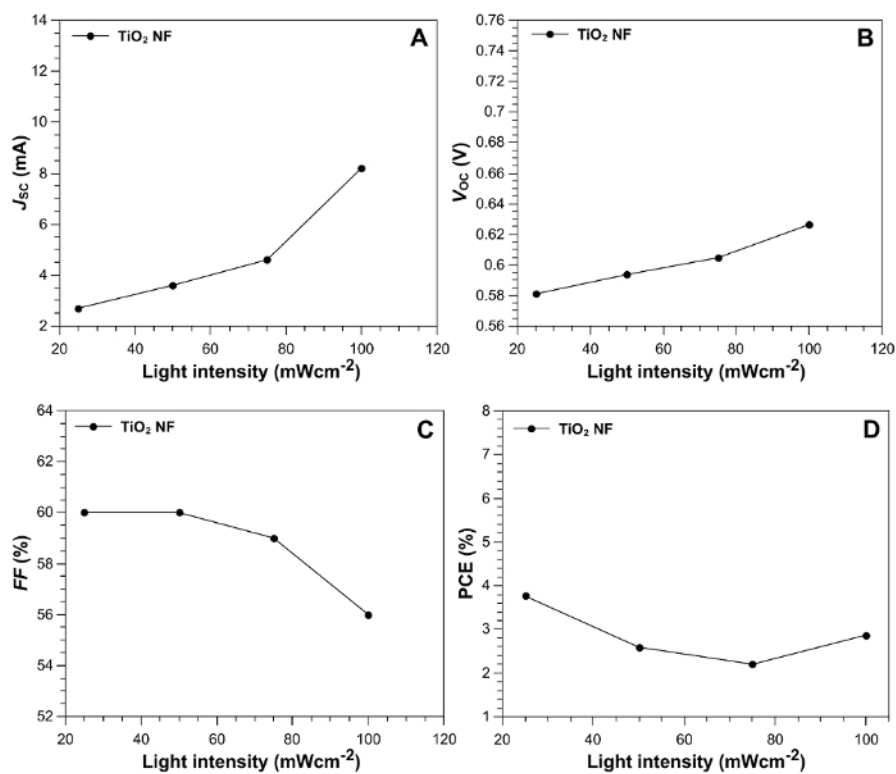 14
12
10
8
6
4
2
TiO₂ NF
A
J_SC (mA)
20 40 60 80 100 120
Light intensity (mWcm⁻²)
0.76
0.74
0.7
0.72
0.66
0.64
0.62
0.6
0.58
0.56
TiO₂ NF
B
V_OC (V)
20 40 60 80 100 120
Light intensity (mWcm⁻²)
64
62
60
58
56
54
52
TiO₂ NF
C
FF (%)
20 40 60 80 100 120
Light intensity (mWcm⁻²)
8
7
6
5
4
3
2
1
TiO₂ NF
D
PCE (%)
20 40 60 80 100
Light intensity (mWcm⁻²)